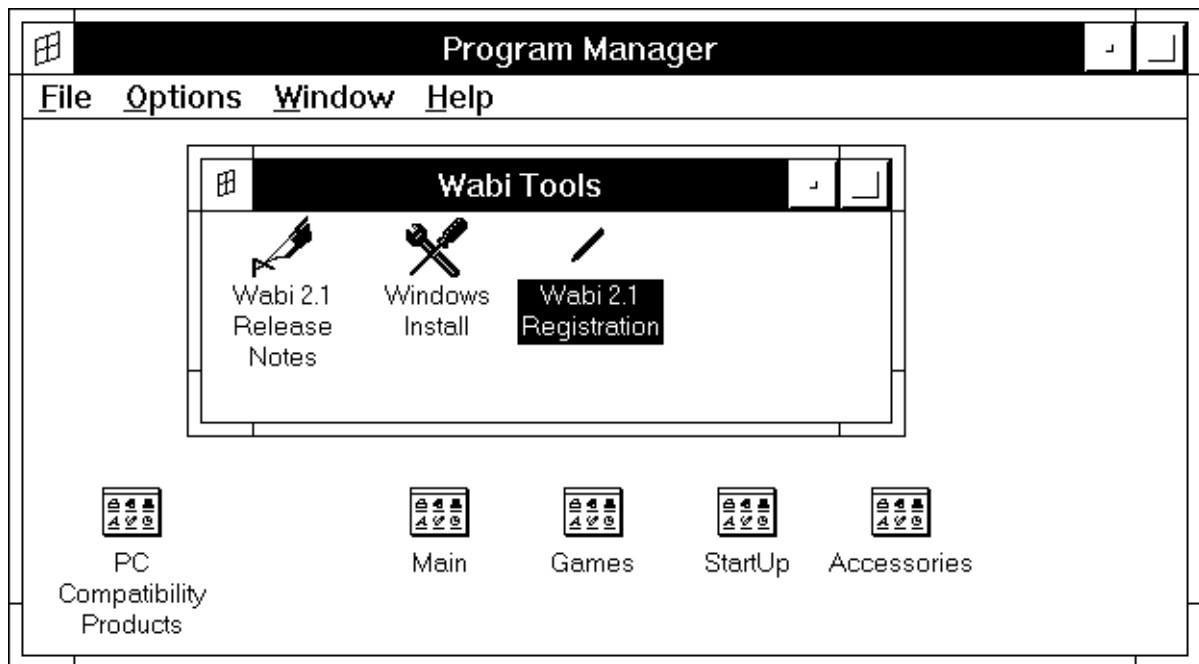 Program Manager
File Options Window Help
Wabi Tools
Wabi 2.1
Release
Notes
Windows
Install
Wabi 2.1
Registration
PC
Compatibility
Products
Main
Games
StartUp
Accessories